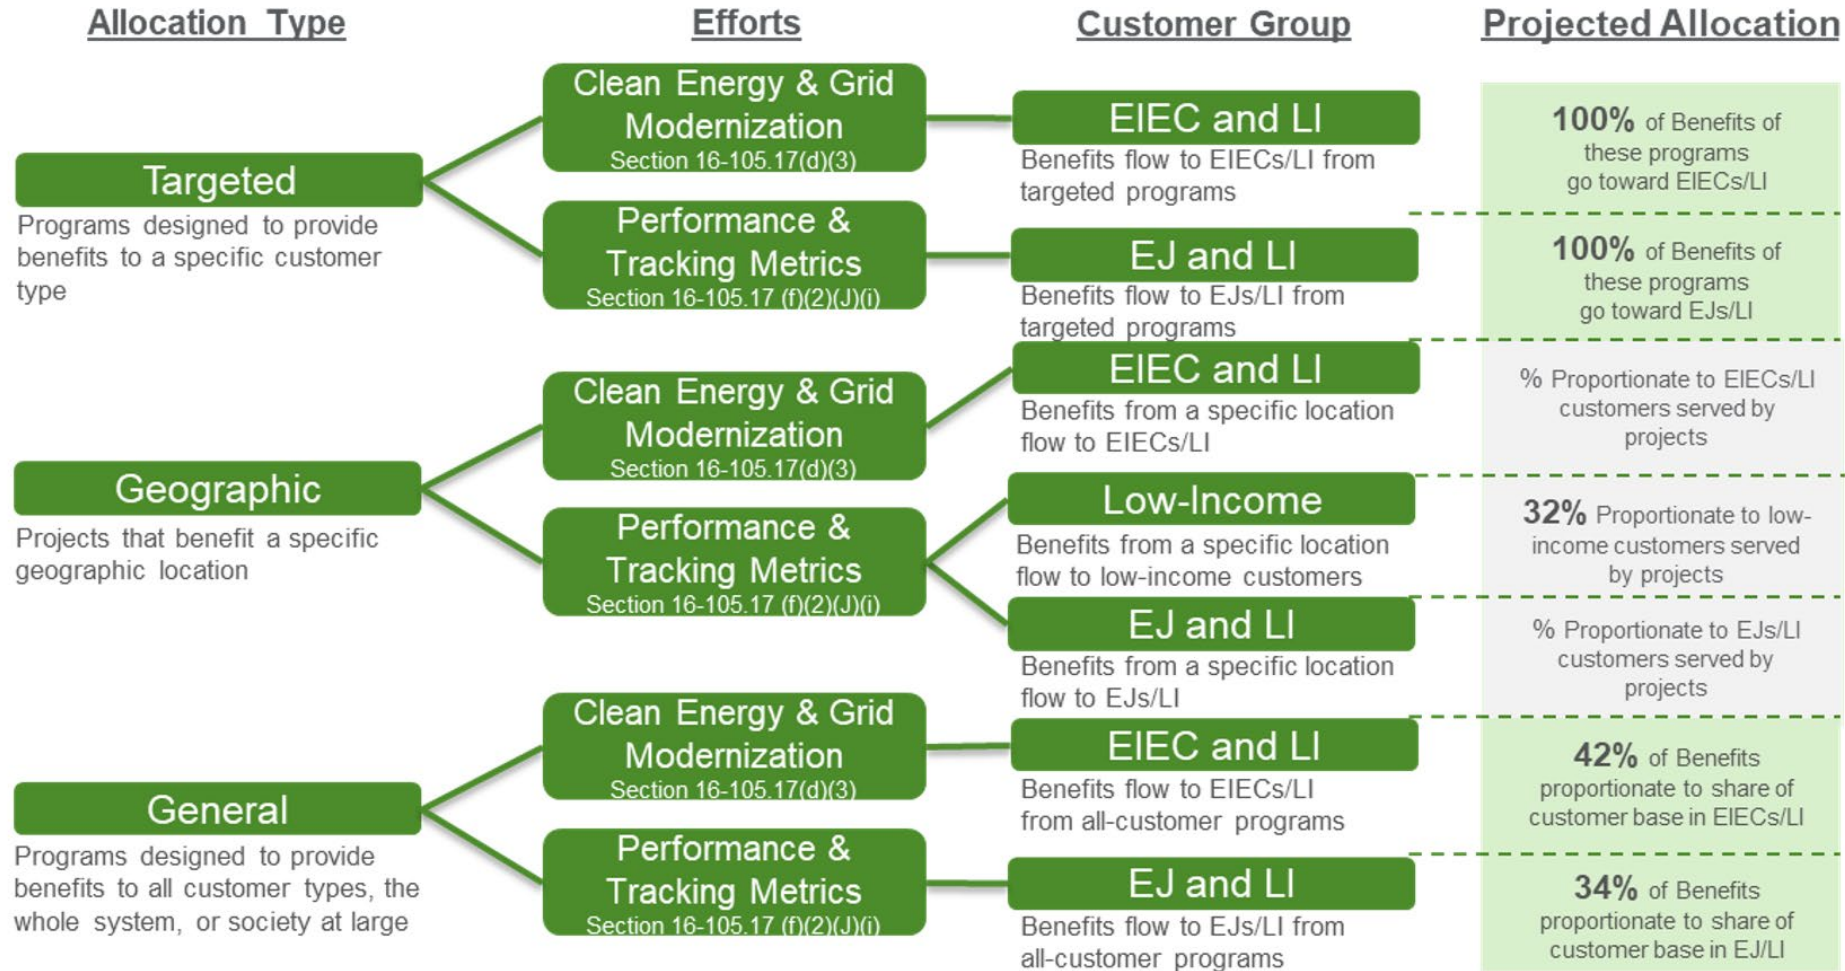 Allocation Type
Efforts
Customer Group
Projected Allocation
Targeted
Programs designed to provide
benefits to a specific customer
type
Clean Energy & Grid
Modernization
Section 16-105.17(d)(3)
EIEC and LI
Benefits flow to EIECs/LI from
targeted programs
100% of Benefits of
these programs
go toward EIECs/LI
Performance &
Tracking Metrics
Section 16-105.17 (f)(2)(J)(i)
EJ and LI
Benefits flow to EJs/LI from
targeted programs
100% of Benefits of
these programs
go toward EJs/LI
Geographic
Projects that benefit a specific
geographic location
Clean Energy & Grid
Modernization
Section 16-105.17(d)(3)
EIEC and LI
Benefits from a specific location
flow to EIECs/LI
% Proportionate to EIECs/LI
customers served by
projects
Performance &
Tracking Metrics
Section 16-105.17 (f)(2)(J)(i)
Low-Income
Benefits from a specific location
flow to low-income customers
32% Proportionate to low-
income customers served
by projects
EJ and LI
Benefits from a specific location
flow to EJs/LI
% Proportionate to EJs/LI
customers served by
projects
General
Programs designed to provide
benefits to all customer types, the
whole system, or society at large
Clean Energy & Grid
Modernization
Section 16-105.17(d)(3)
EIEC and LI
Benefits flow to EIECs/LI
from all-customer programs
42% of Benefits
proportionate to share of
customer base in EIECs/LI
Performance &
Tracking Metrics
Section 16-105.17 (f)(2)(J)(i)
EJ and LI
Benefits flow to EJs/LI from
all-customer programs
34% of Benefits
proportionate to share of
customer base in EJ/LI